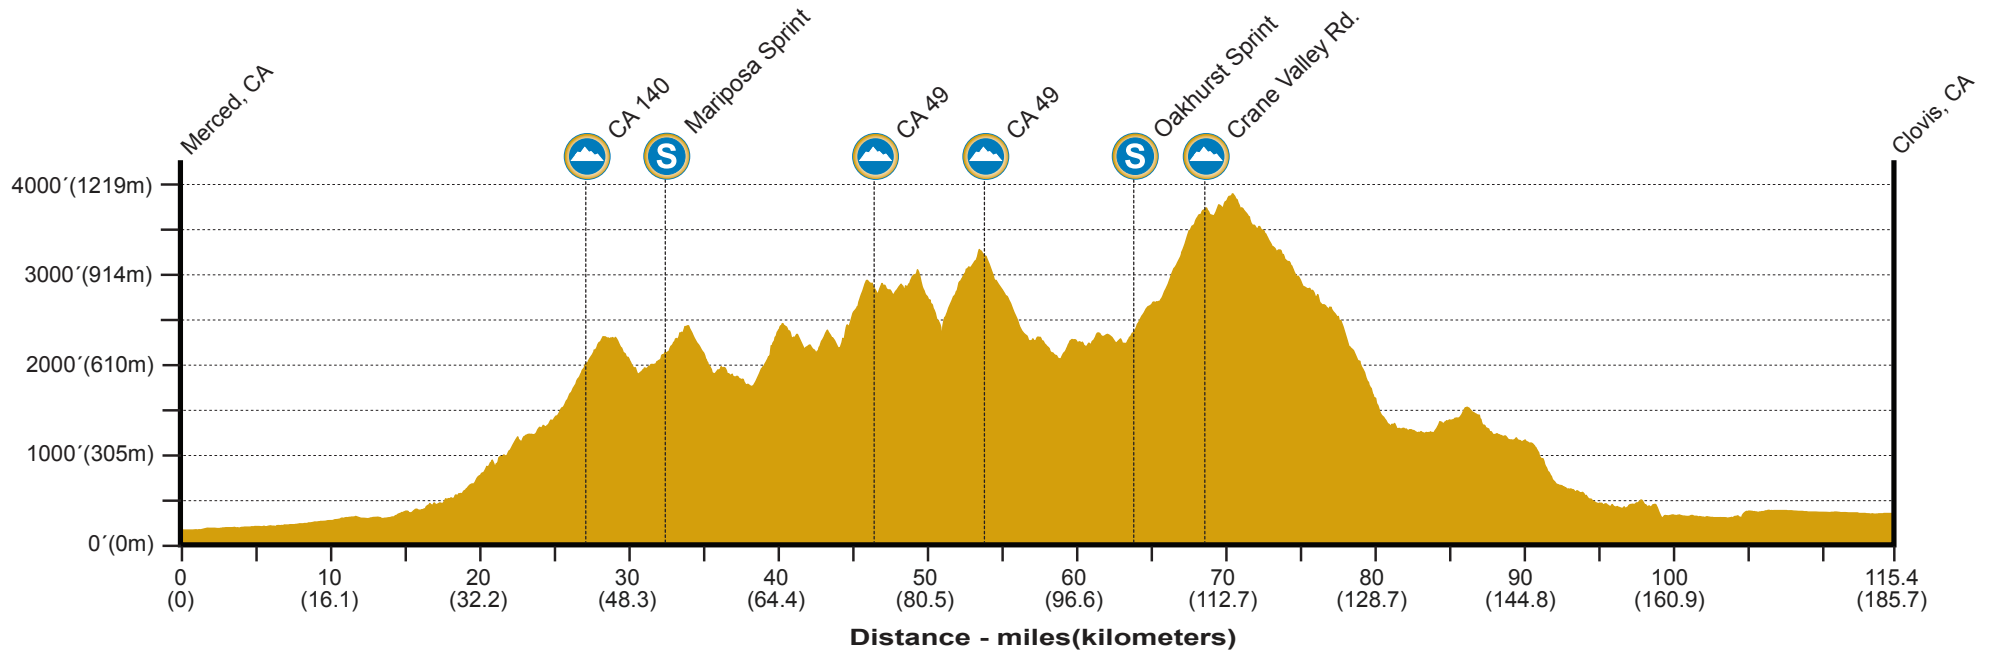 Merced, CA
CA 140
Mariposa Sprint
CA 49
CA 49
Oakhurst Sprint
Crane Valley Rd.
Clovis, CA
S
S
4000´(1219m)
3000´(914m)
2000´(610m)
1000´(305m)
0´(0m)
0 10 20 30 40 50 60 70 80 90 100 115.4
(0) (16.1) (32.2) (48.3) (64.4) (80.5) (96.6) (112.7) (128.7) (144.8) (160.9) (185.7)
Distance - miles(kilometers)